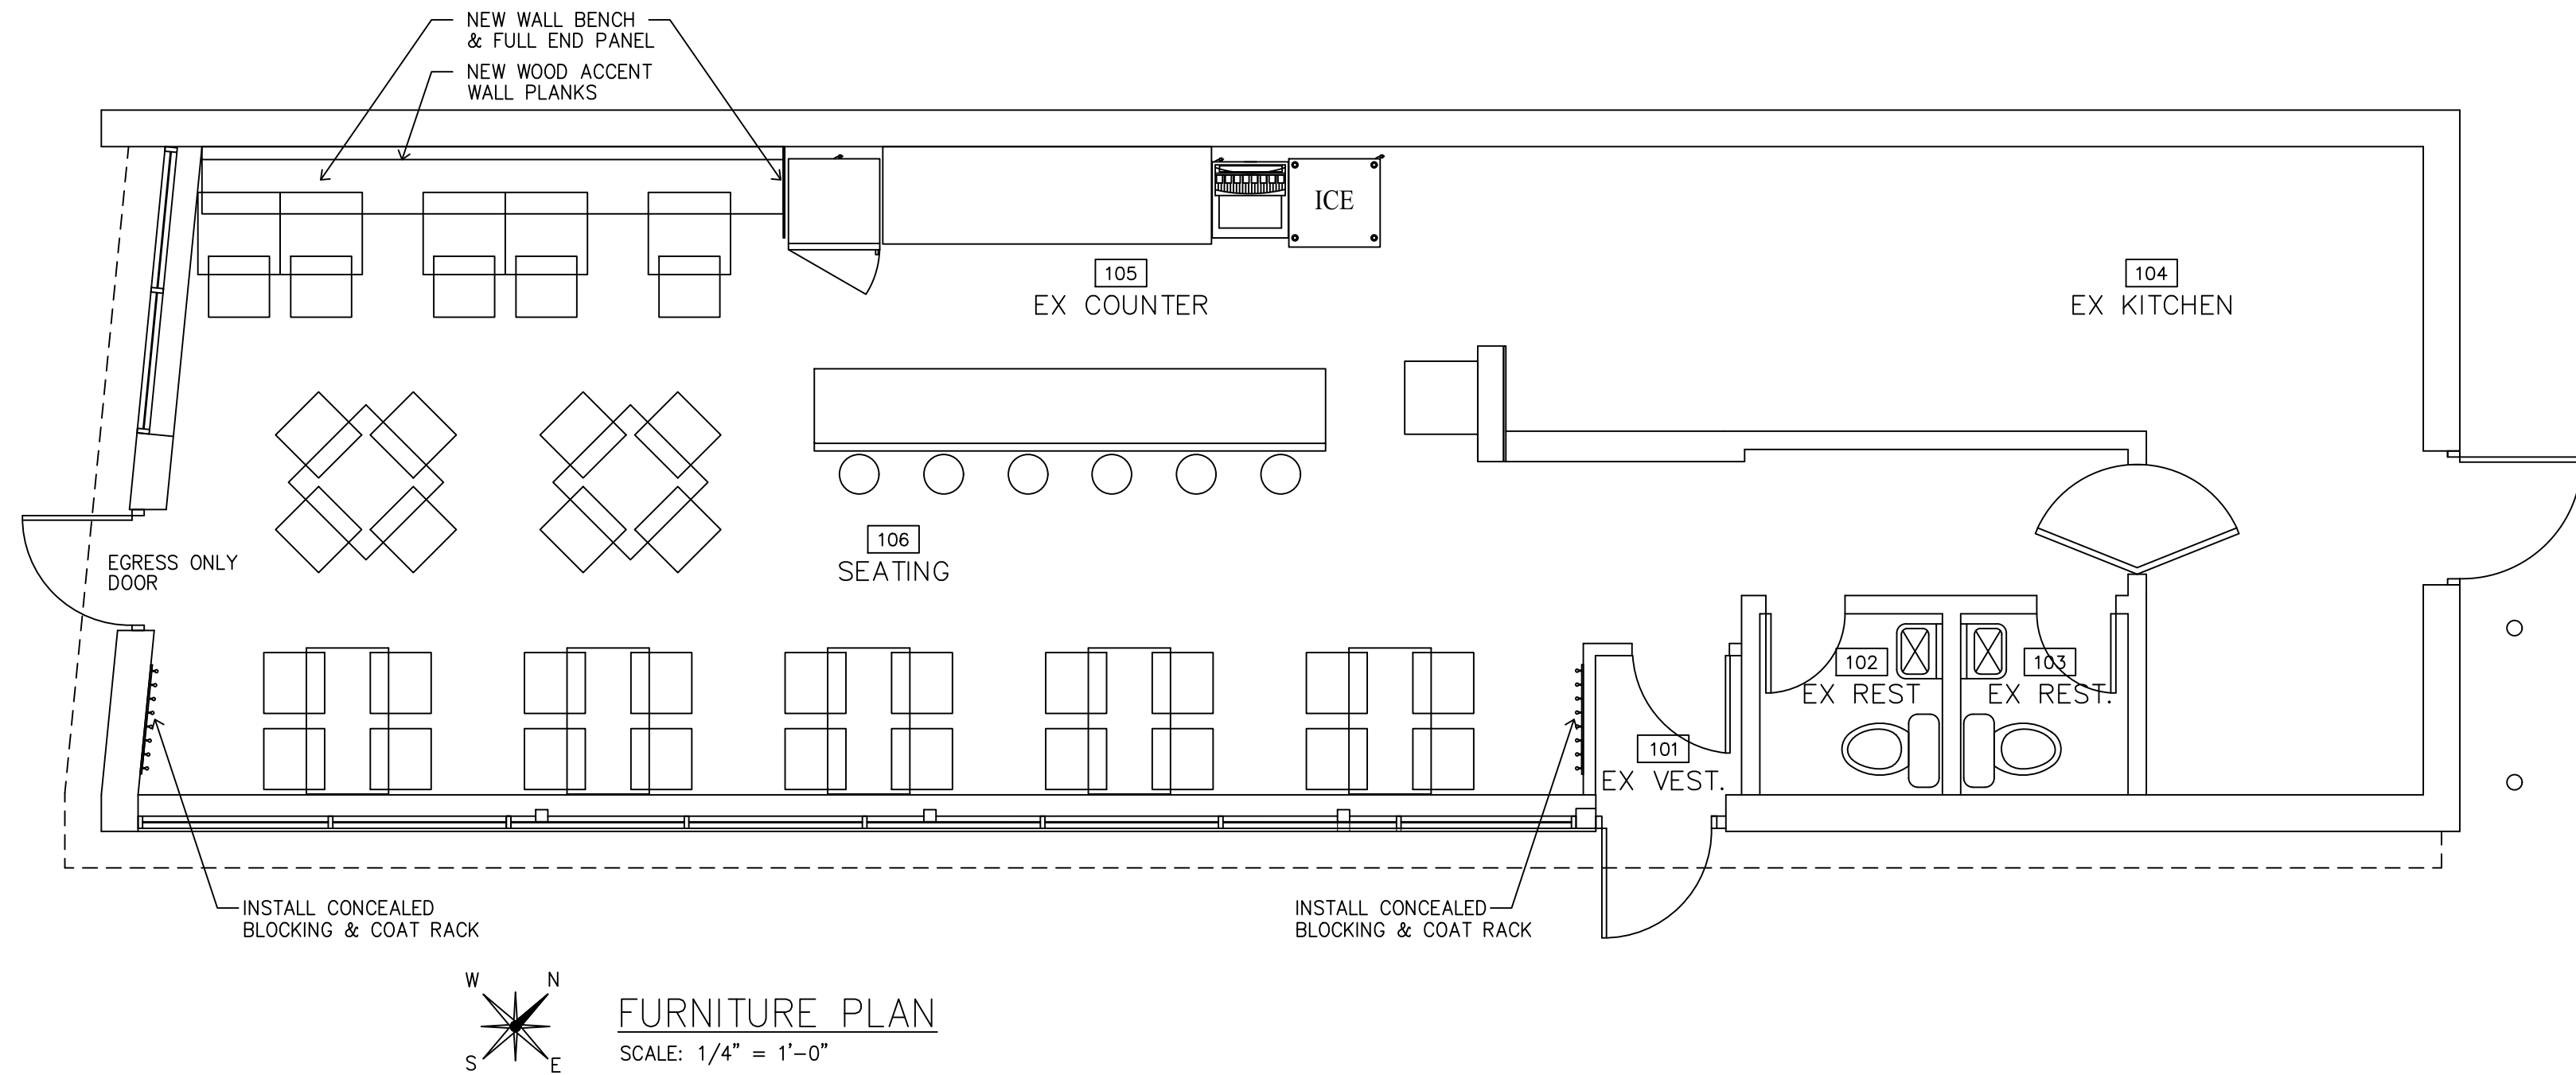 NEW WALL BENCH
& FULL END PANEL
NEW WOOD ACCENT
WALL PLANKS
ICE
105
EX COUNTER
104
EX KITCHEN
106
SEATING
EGRESS ONLY
DOOR
102
EX REST
103
EX REST.
101
EX VEST.
INSTALL CONCEALED
BLOCKING & COAT RACK
INSTALL CONCEALED
BLOCKING & COAT RACK
W N
S E
FURNITURE PLAN
SCALE: 1/4" = 1'-0"